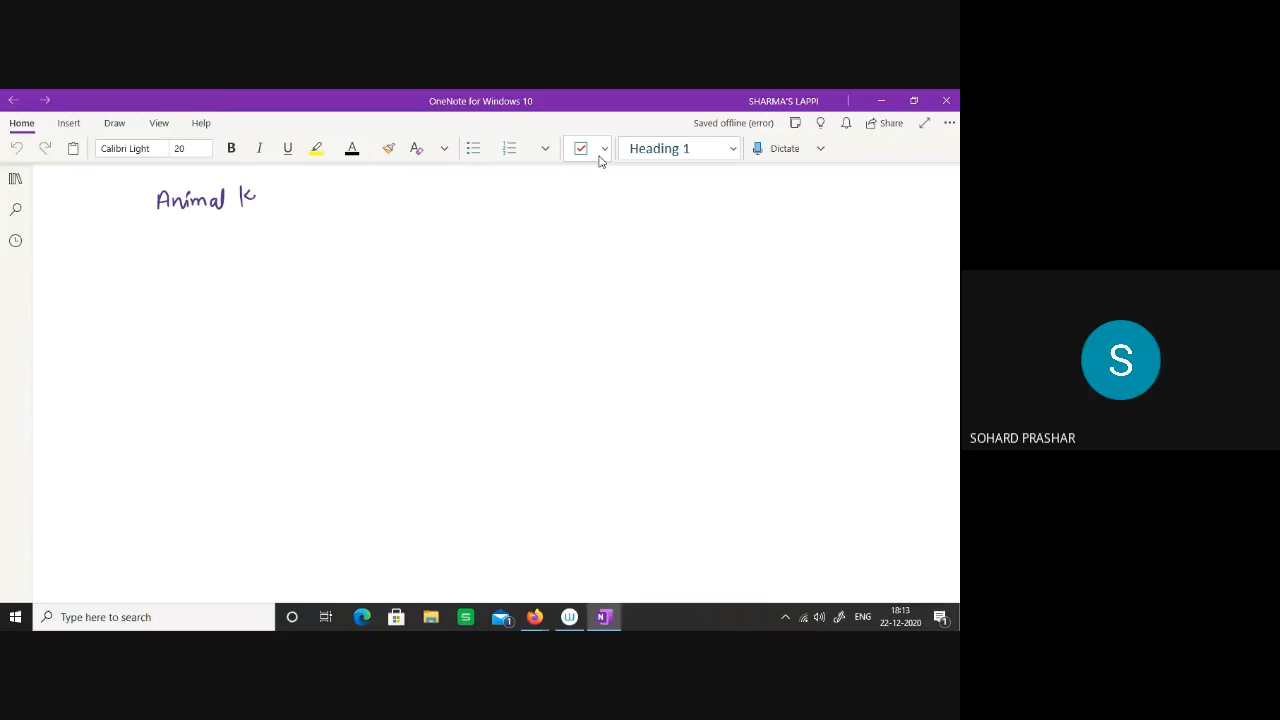 OneNote for Windows 10
SHARMA'S LAPPI
Home Insert Draw View Help
Saved offline (error)
Share
Calibri Light 20 B I U A Heading 1 Dictate
Animal K
S
SOHARD PRASHAR
Type here to search
ENG
18:13
22-12-2020